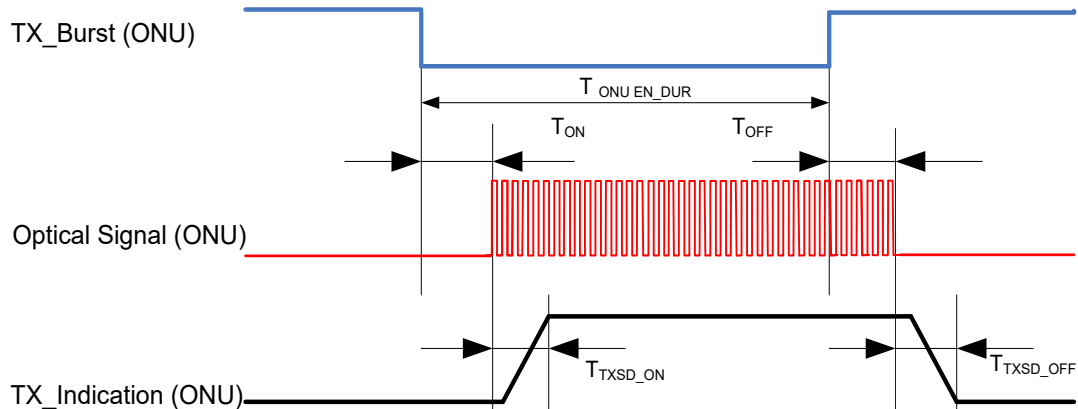 TX_Burst (ONU)
T ONU EN_DUR
TON
TOFF
Optical Signal (ONU)
TTXSD_ON
TTXSD_OFF
TX_Indication (ONU)